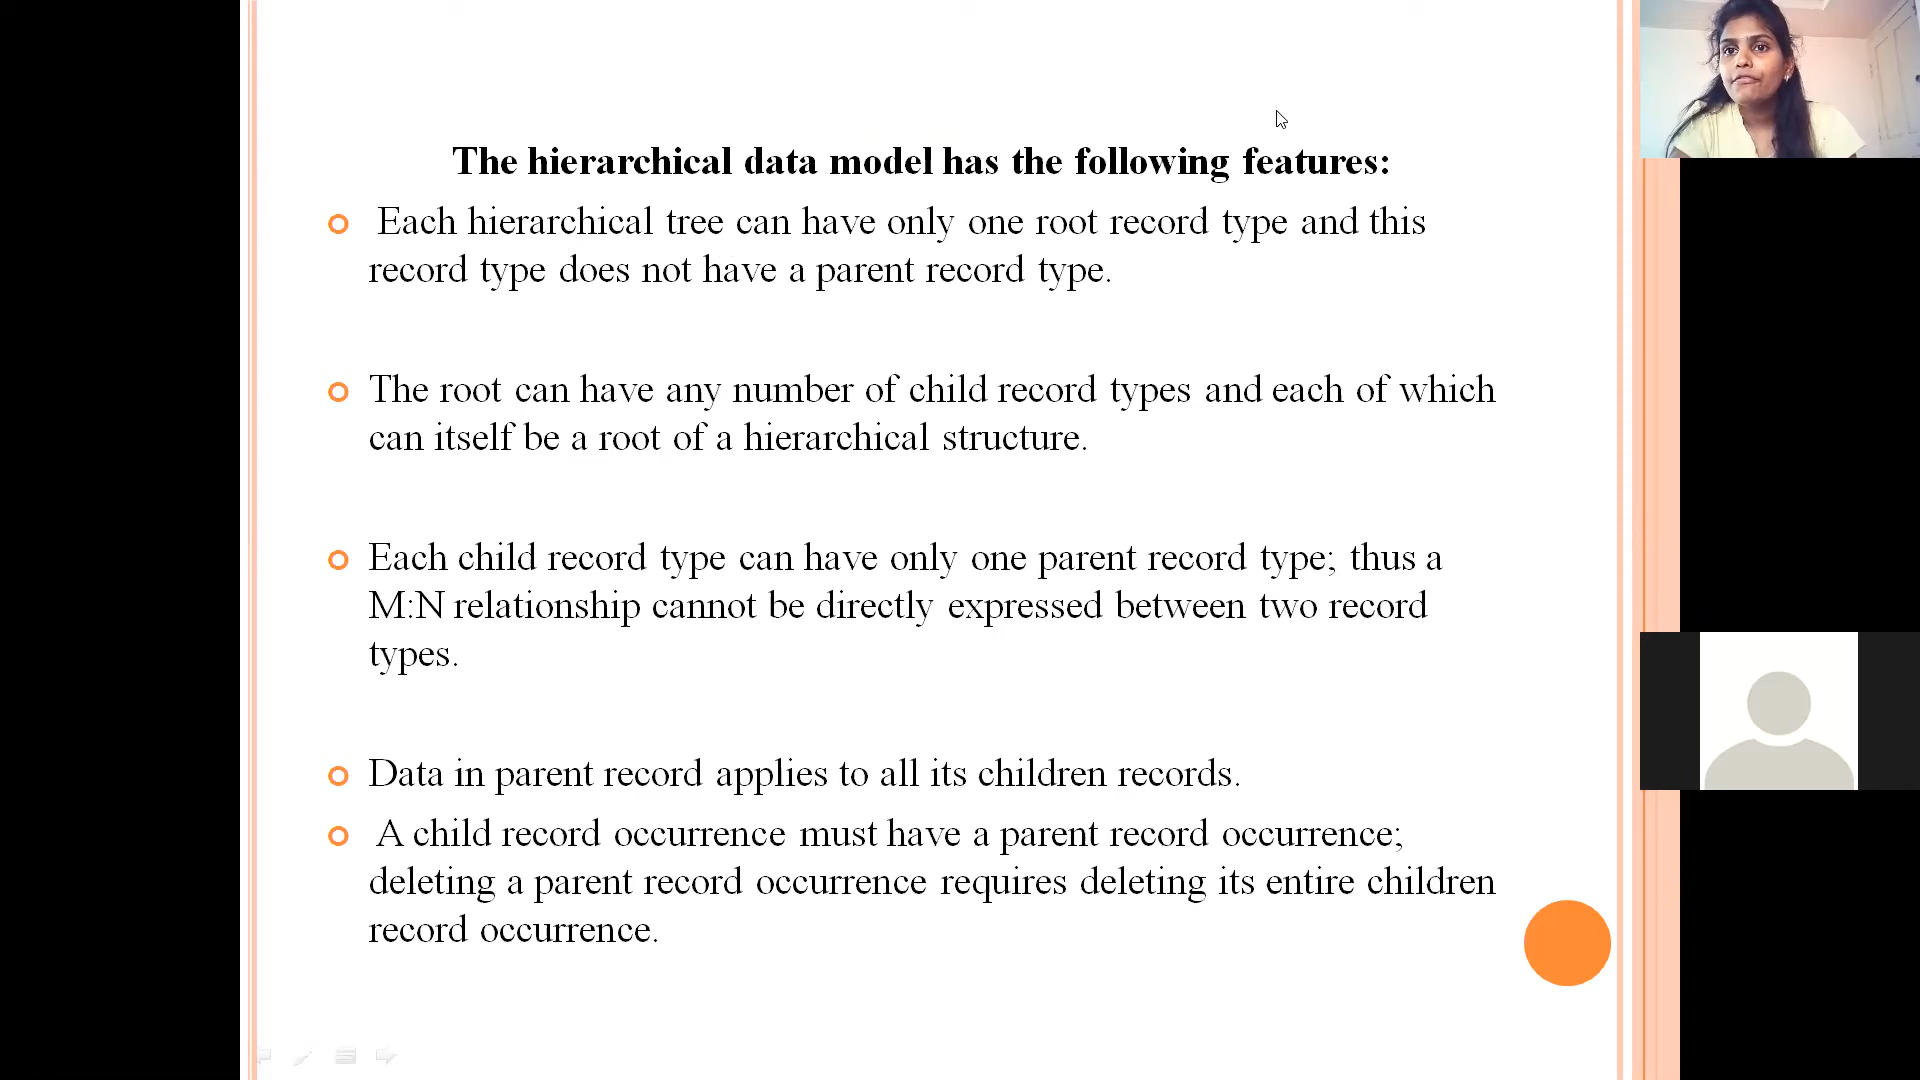 The hierarchical data model has the following features:
Each hierarchical tree can have only one root record type and this
record type does not have a parent record type.
The root can have any number of child record types and each of which
can itself be a root of a hierarchical structure.
Each child record type can have only one parent record type; thus a
M:N relationship cannot be directly expressed between two record
types.
Data in parent record applies to all its children records.
A child record occurrence must have a parent record occurrence;
deleting a parent record occurrence requires deleting its entire children
record occurrence.